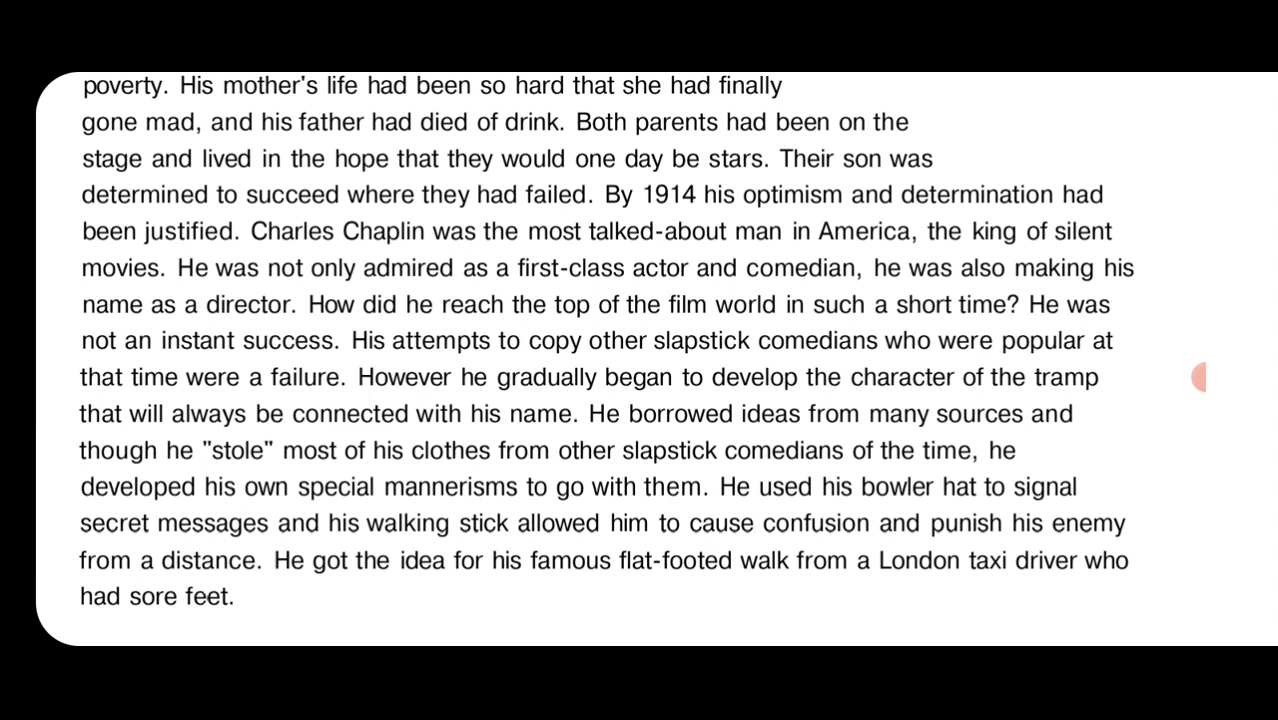 poverty. His mother's life had been so hard that she had finally
gone mad, and his father had died of drink. Both parents had been on the
stage and lived in the hope that they would one day be stars. Their son was
determined to succeed where they had failed. By 1914 his optimism and determination had
been justified. Charles Chaplin was the most talked-about man in America, the king of silent
movies. He was not only admired as a first-class actor and comedian, he was also making his
name as a director. How did he reach the top of the film world in such a short time? He was
not an instant success. His attempts to copy other slapstick comedians who were popular at
that time were a failure. However he gradually began to develop the character of the tramp
that will always be connected with his name. He borrowed ideas from many sources and
though he "stole" most of his clothes from other slapstick comedians of the time, he
developed his own special mannerisms to go with them. He used his bowler hat to signal
secret messages and his walking stick allowed him to cause confusion and punish his enemy
from a distance. He got the idea for his famous flat-footed walk from a London taxi driver who
had sore feet.